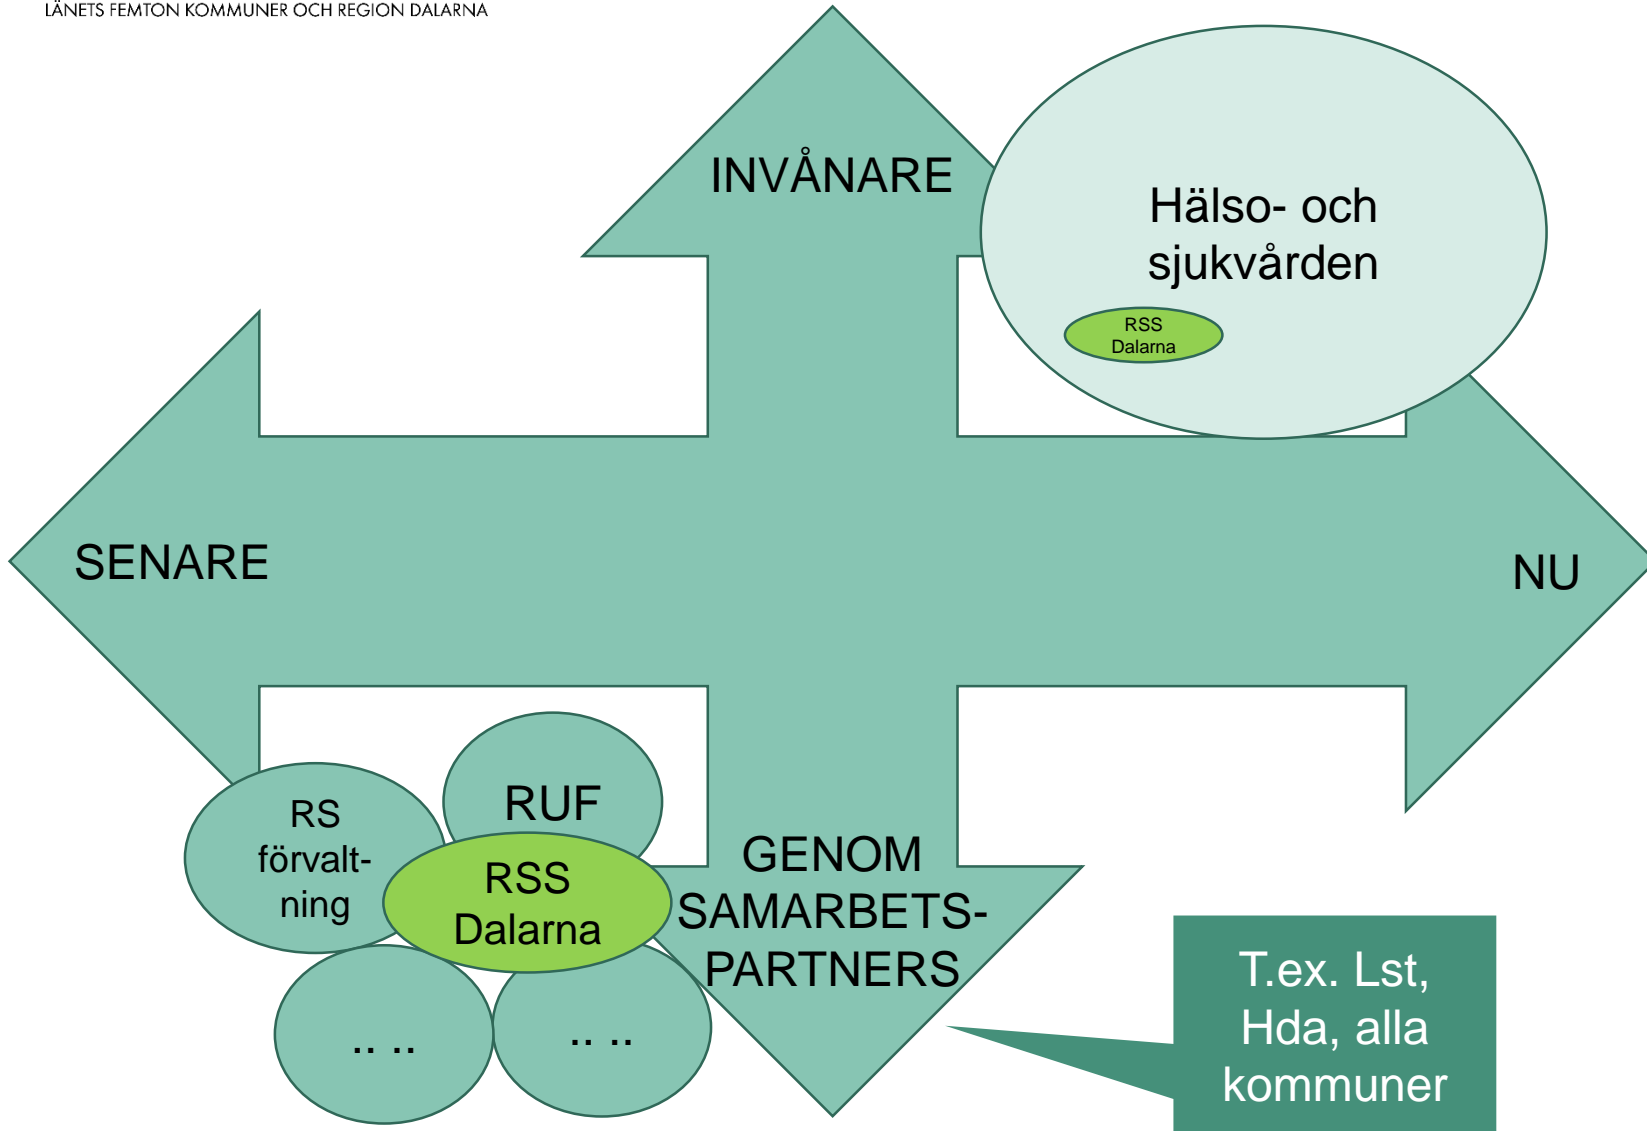 LÄNETS FEMTON KOMMUNER OCH REGION DALARNA
INVÅNARE
Hälso- och
sjukvården
RSS
Dalarna
SENARE
NU
RS
förvalt-
ning
RUF
RSS
Dalarna
.. ..
.. ..
GENOM
SAMARBETS-
PARTNERS
T.ex. Lst,
Hda, alla
kommuner